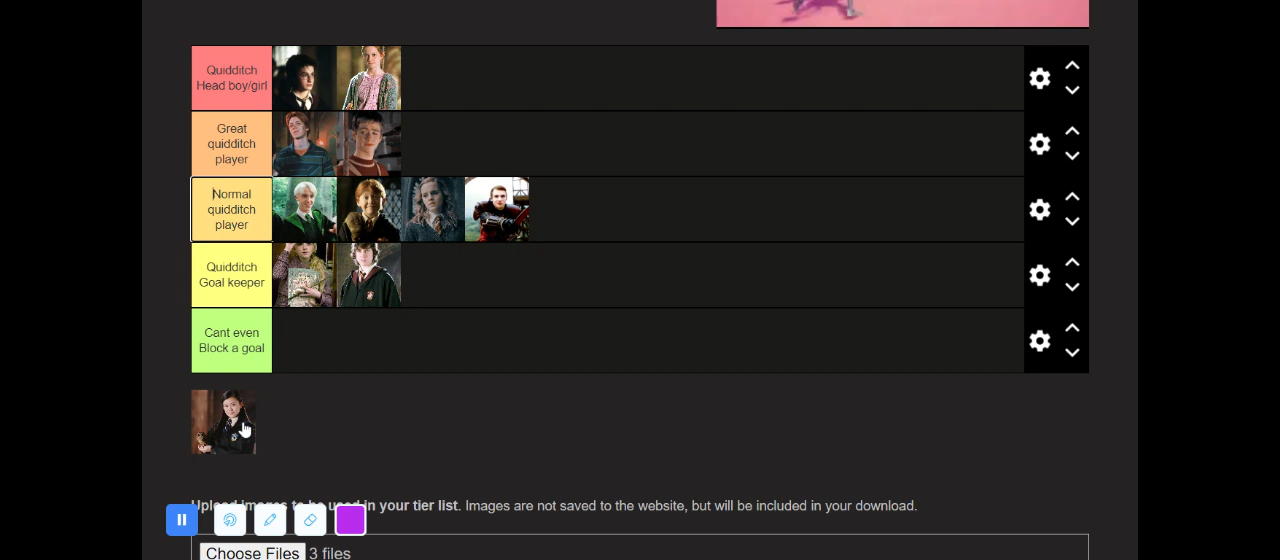 Quidditch
Head boy/girl
Great
quidditch
player
Normal
quidditch
player
Quidditch
Goal keeper
Cant even
Block a goal
Upload images to be used in your tier list. Images are not saved to the website, but will be included in your download.
Choose Files 3 files